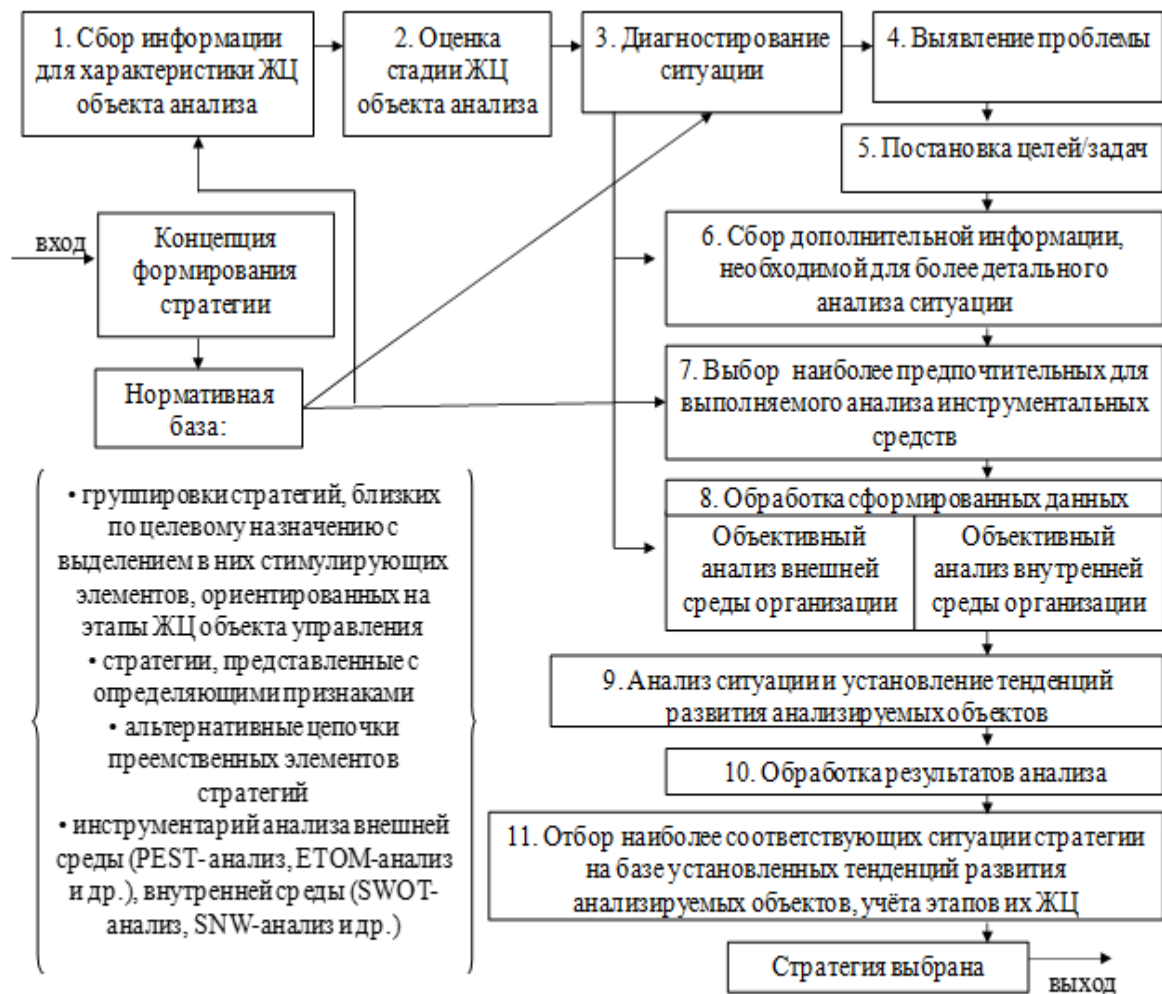 1. Сбор информации
для характеристики ЖЦ
объекта анализа
2. Оценка
стадии ЖЦ
объекта анализа
3. Диагностирование
ситуации
4. Выявление проблемы
5. Постановка целей/задач
вход
Концепция
формирования
стратегии
6. Сбор дополнительной информации,
необходимой для более детального
анализа ситуации
Нормативная
база:
7. Выбор наиболее предпочтительных для
выполняемого анализа инструментальных
средств
• группировки стратегий, близких
по целевому назначению с
выделением в них стимулирующих
элементов, ориентированных на
этапы ЖЦ объекта управления
• стратегии, представленные с
определяющими признаками
• альтернативные цепочки
преемственных элементов
стратегий
• инструментарий анализа внешней
среды (PEST- анализ, ETOM-анализ
и др.), внутренней среды (SWOT-
анализ, SNW-анализ и др.)
8. Обработка сформированных данных
Объективный
анализ внешней
среды организации
Объективный
анализ внутренней
среды организации
9. Анализ ситуации и установление тенденций
развития анализируемых объектов
10. Обработка результатов анализа
11. Отбор наиболее соответствующих ситуации стратегии
на базе установленных тенденций развития
анализируемых объектов, учёта этапов их ЖЦ
Стратегия выбрана
выход